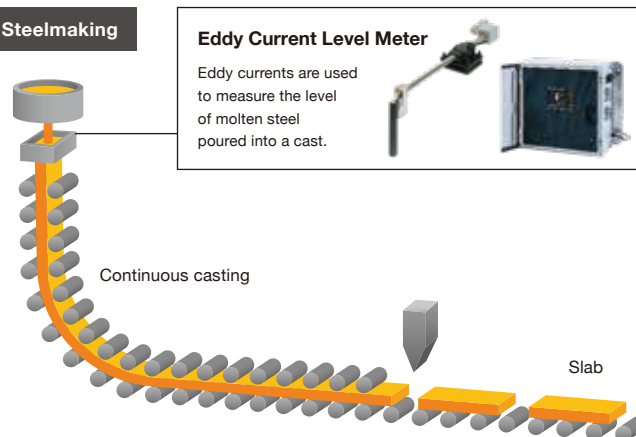 Steelmaking
Eddy Current Level Meter
Eddy currents are used
to measure the level
of molten steel
poured into a cast.
Continuous casting
Slab